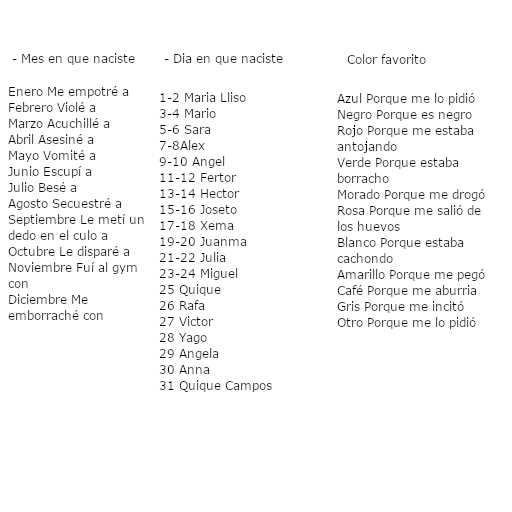 - Mes en que naciste
Enero Me empotré a
Febrero Violé a
Marzo Acuchillé a
Abril Asesiné a
Mayo Vomité a
Junio Escupí a
Julio Besé a
Agosto Secuestré a
Septiembre Le metí un
dedo en el culo a
Octubre Le disparé a
Noviembre Fuí al gym
con
Diciembre Me
emborraché con
- Dia en que naciste
1-2 Maria Lliso
3-4 Mario
5-6 Sara
7-8Alex
9-10 Angel
11-12 Fertor
13-14 Hector
15-16 Joseto
17-18 Xema
19-20 Juanma
21-22 Julia
23-24 Miguel
25 Quique
26 Rafa
27 Victor
28 Yago
29 Angela
30 Anna
31 Quique Campos
Color favorito
Azul Porque me lo pidió
Negro Porque es negro
Rojo Porque me estaba
antojando
Verde Porque estaba
borracho
Morado Porque me drogó
Rosa Porque me salió de
los huevos
Blanco Porque estaba
cachondo
Amarillo Porque me pegó
Café Porque me aburria
Gris Porque me incitó
Otro Porque me lo pidió